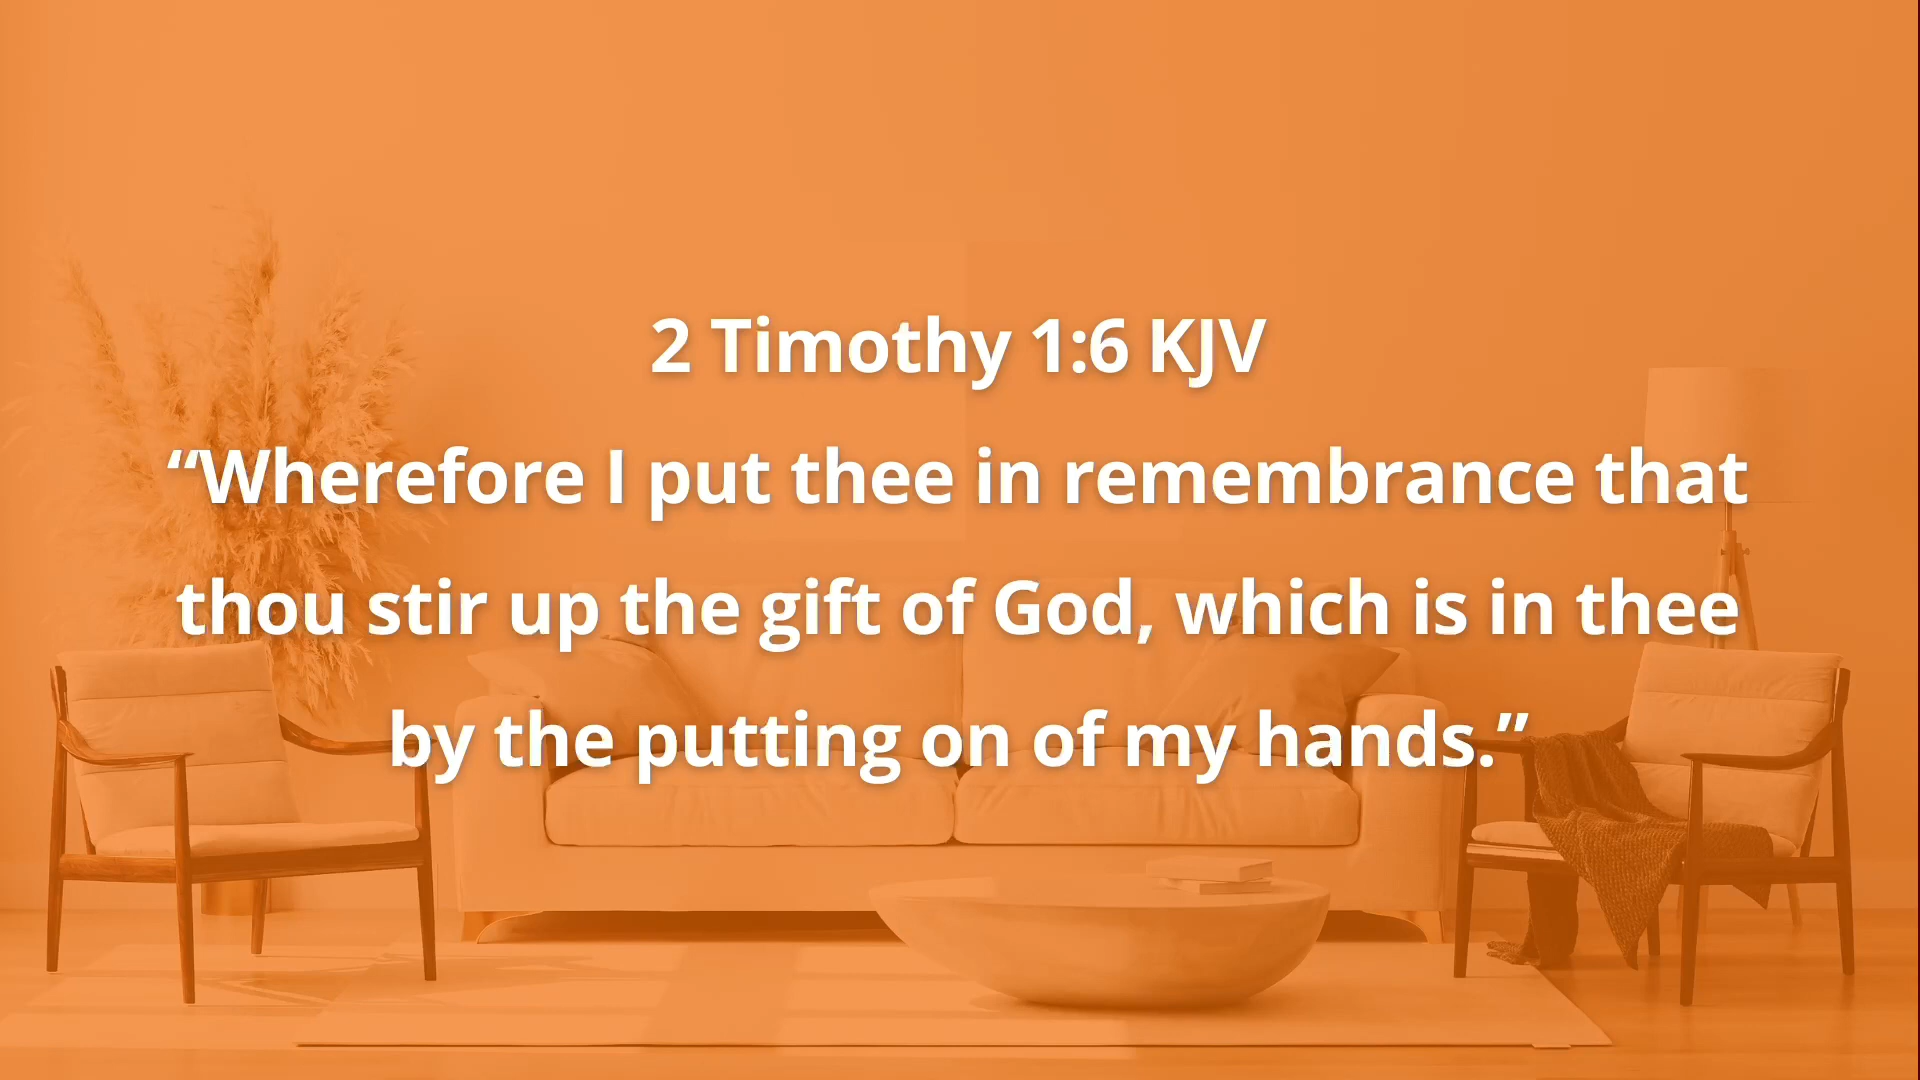 2 Timothy 1:6 KJV
“Wherefore I put thee in remembrance that
thou stir up the gift of God, which is in thee
by the putting on of my hands.”